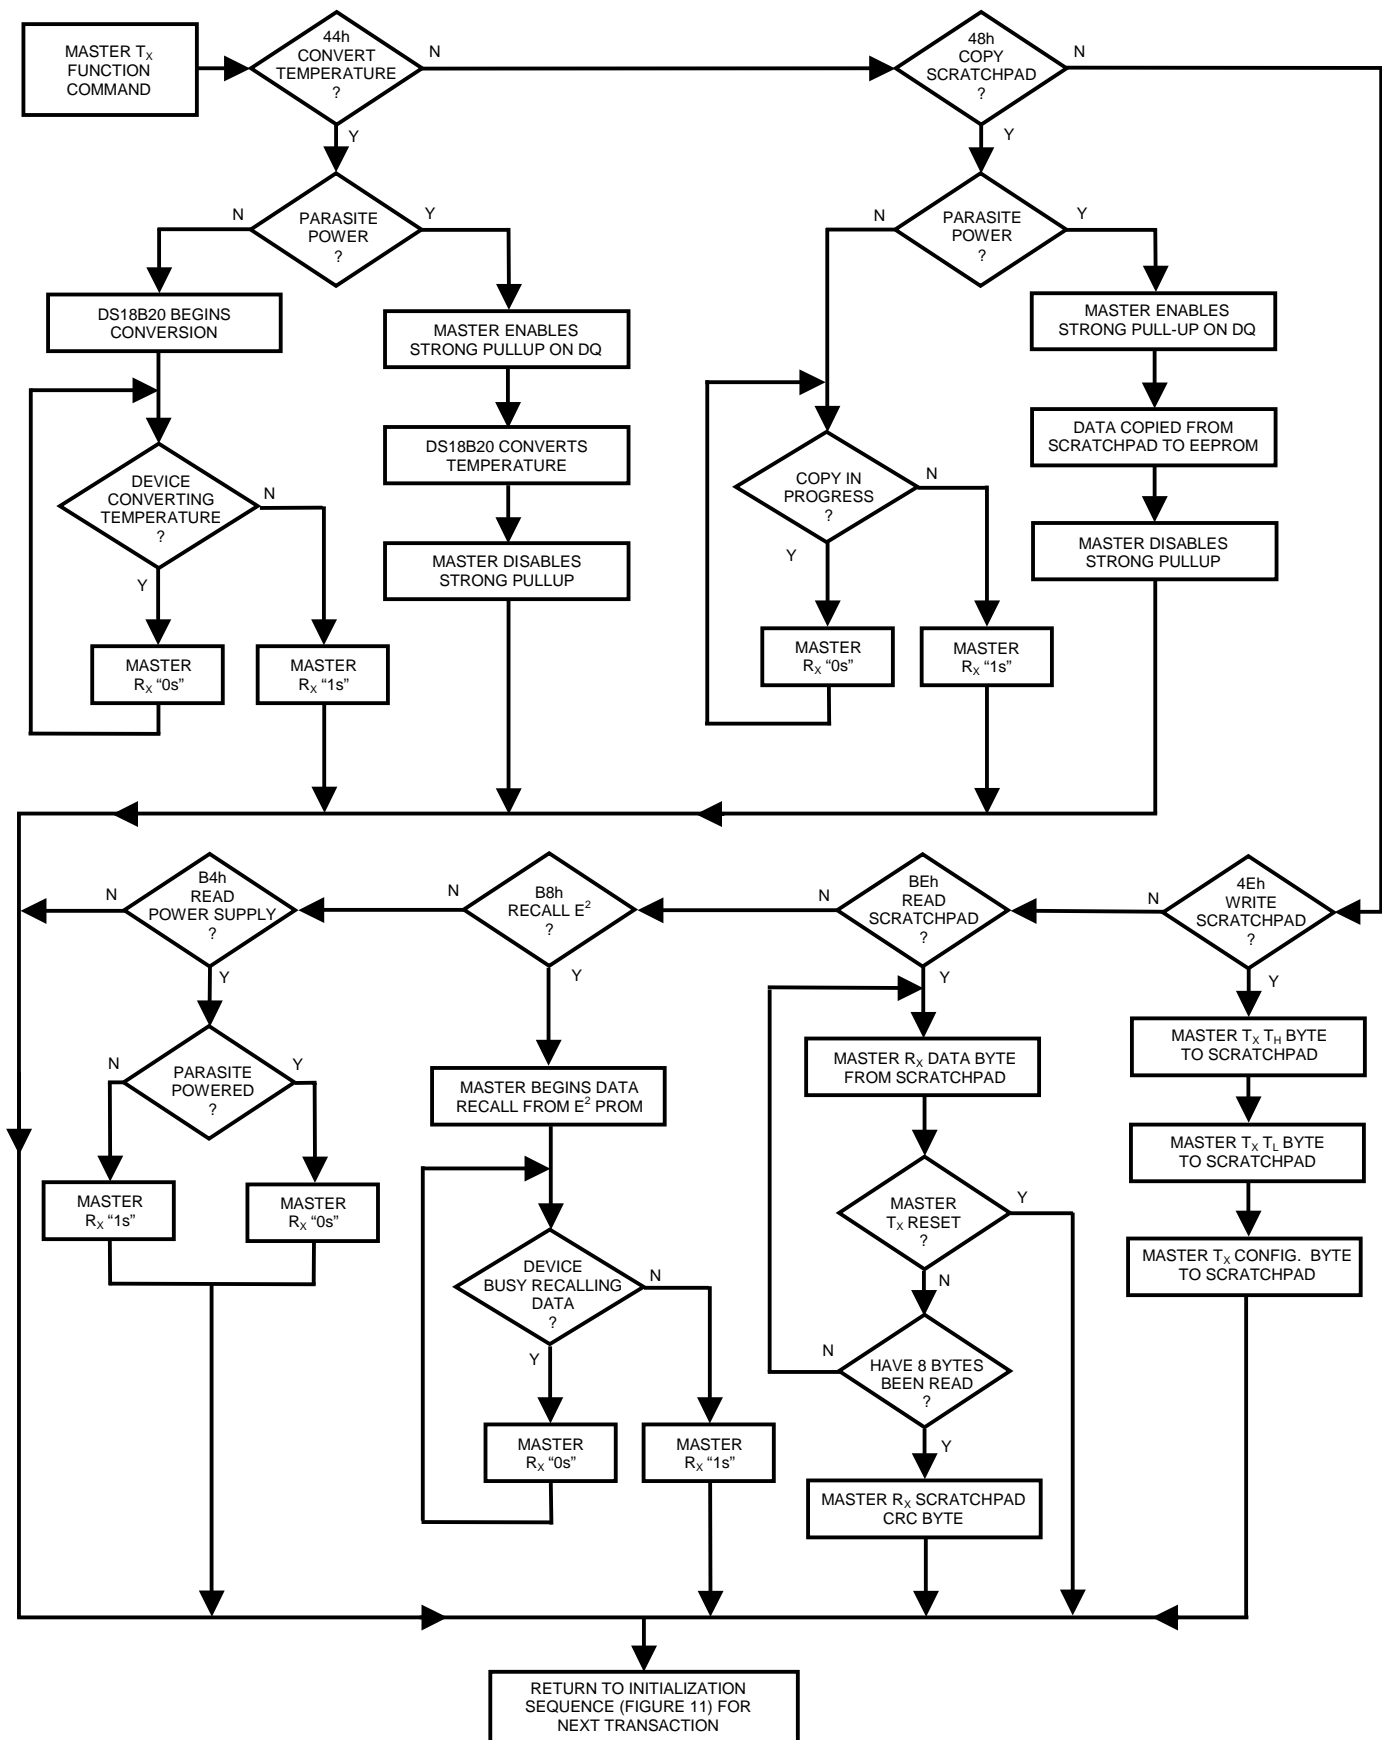 MASTER TX
FUNCTION
COMMAND
44h
CONVERT
TEMPERATURE
?
N
Y
48h
COPY
SCRATCHPAD
?
N
Y
PARASITE
POWER
?
N
Y
PARASITE
POWER
?
N
Y
DS18B20 BEGINS
CONVERSION
MASTER ENABLES
STRONG PULLUP ON DQ
MASTER ENABLES
STRONG PULL-UP ON DQ
DS18B20 CONVERTS
TEMPERATURE
DATA COPIED FROM
SCRATCHPAD TO EEPROM
DEVICE
CONVERTING
TEMPERATURE
?
N
Y
COPY IN
PROGRESS
?
N
Y
MASTER DISABLES
STRONG PULLUP
MASTER DISABLES
STRONG PULLUP
MASTER
RX “0s”
MASTER
RX “1s”
MASTER
RX “0s”
MASTER
RX “1s”
B4h
READ
POWER SUPPLY
?
N
Y
B8h
RECALL E2
?
N
Y
BEh
READ
SCRATCHPAD
?
N
Y
4Eh
WRITE
SCRATCHPAD
?
N
Y
PARASITE
POWERED
?
N
Y
MASTER BEGINS DATA
RECALL FROM E2 PROM
MASTER RX DATA BYTE
FROM SCRATCHPAD
MASTER TX TH BYTE
TO SCRATCHPAD
MASTER TX TL BYTE
TO SCRATCHPAD
MASTER
RX “1s”
MASTER
RX “0s”
MASTER
TX RESET
?
Y
N
MASTER TX CONFIG. BYTE
TO SCRATCHPAD
DEVICE
BUSY RECALLING
DATA
?
N
Y
HAVE 8 BYTES
BEEN READ
?
N
Y
MASTER
RX “0s”
MASTER
RX “1s”
MASTER RX SCRATCHPAD
CRC BYTE
RETURN TO INITIALIZATION
SEQUENCE (FIGURE 11) FOR
NEXT TRANSACTION